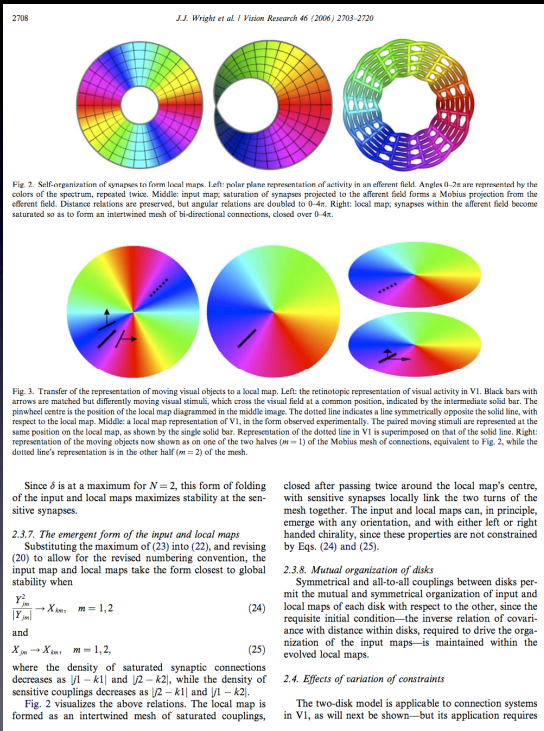 2708
J.J. Wright et al. / Vision Research 46 (2006) 2703–2720
Fig. 2. Self-organization of synapses to form local maps. Left: polar plane representation of activity in an efferent field. Angles 0–2π are represented by the
colors of the spectrum, repeated twice. Middle: input map; saturation of synapses projected to the afferent field forms a Mobius projection from the
efferent field. Distance relations are preserved, but angular relations are doubled to 0–4π. Right: local map; synapses within the afferent field become
saturated so as to form an intertwined mesh of bi-directional connections, closed over 0–4π.
Fig. 3. Transfer of the representation of moving visual objects to a local map. Left: the retinotopic representation of visual activity in V1. Black bars with
arrows are matched but differently moving visual stimuli, which cross the visual field at a common position, indicated by the intermediate solid bar. The
pinwheel centre is the position of the local map diagrammed in the middle image. The dotted line indicates a line symmetrically opposite the solid line, with
respect to the local map. Middle: a local map representation of V1, in the form observed experimentally. The paired moving stimuli are represented at the
same position on the local map, as shown by the single solid bar. Representation of the dotted line in V1 is superimposed on that of the solid line. Right:
representation of the moving objects now shown as on one of the two halves (m = 1) of the Mobius mesh of connections, equivalent to Fig. 2, while the
dotted line's representation is in the other half (m = 2) of the mesh.
Since δ is at a maximum for N = 2, this form of folding
of the input and local maps maximizes stability at the sen-
sitive synapses.
2.3.7. The emergent form of the input and local maps
Substituting the maximum of (23) into (22), and revising
(20) to allow for the revised numbering convention, the
input map and local maps take the form closest to global
stability when
Y²jm / |Yjm| → Xkm, m = 1, 2 (24)
and
Xjm → Xkm, m = 1, 2, (25)
where the density of saturated synaptic connections
decreases as |j1 − k1| and |j2 − k2|, while the density of
sensitive couplings decreases as |j2 − k1| and |j1 − k2|.
Fig. 2 visualizes the above relations. The local map is
formed as an intertwined mesh of saturated couplings,
closed after passing twice around the local map's centre,
with sensitive synapses locally link the two turns of the
mesh together. The input and local maps can, in principle,
emerge with any orientation, and with either left or right
handed chirality, since these properties are not constrained
by Eqs. (24) and (25).
2.3.8. Mutual organization of disks
Symmetrical and all-to-all couplings between disks per-
mit the mutual and symmetrical organization of input and
local maps of each disk with respect to the other, since the
requisite initial condition—the inverse relation of covari-
ance with distance within disks, required to drive the orga-
nization of the input maps—is maintained within the
evolved local maps.
2.4. Effects of variation of constraints
The two-disk model is applicable to connection systems
in V1, as will next be shown—but its application requires